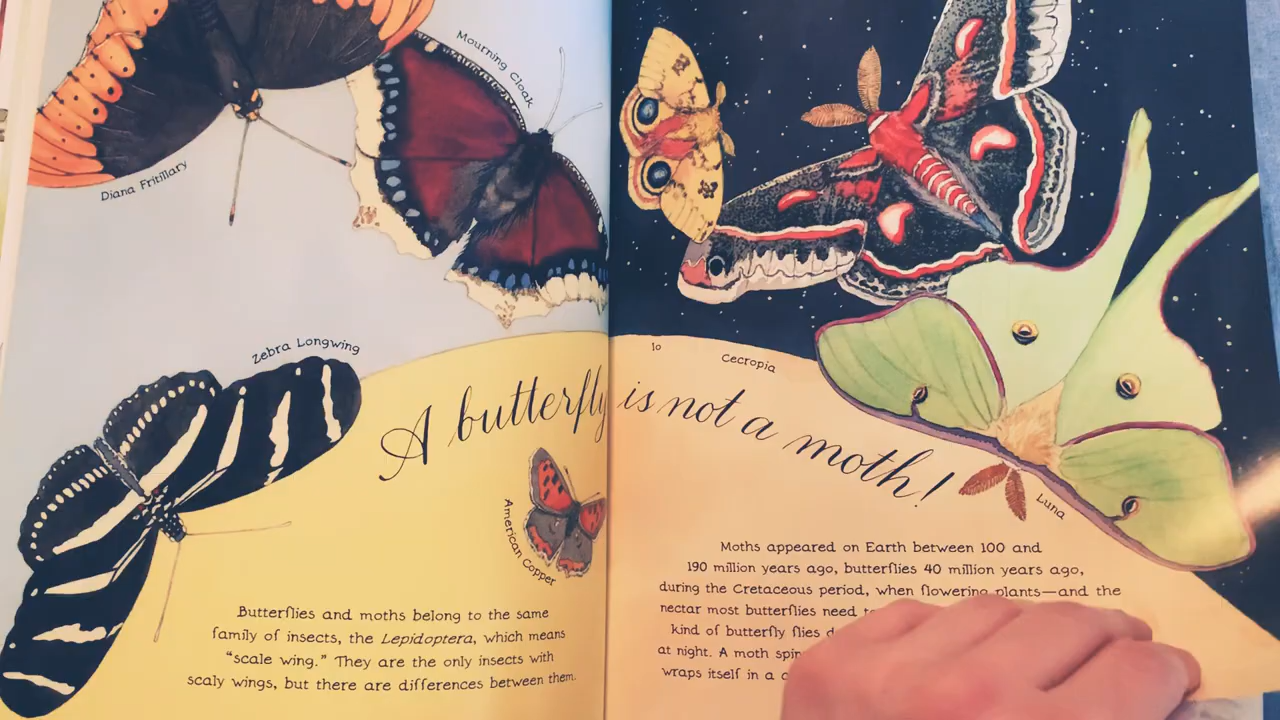 Mourning Cloak
Diana Fritillary
Zebra Longwing
A butterfly is not a moth!
American Copper
Butterflies and moths belong to the same
family of insects, the Lepidoptera, which means
“scale wing.” They are the only insects with
scaly wings, but there are differences between them.
10
Cecropia
Luna
Moths appeared on Earth between 100 and
190 million years ago, butterflies 40 million years ago,
during the Cretaceous period, when flowering plants—and the
nectar most butterflies need
kind of butterfly flies
at night. A moth
wraps itself in a